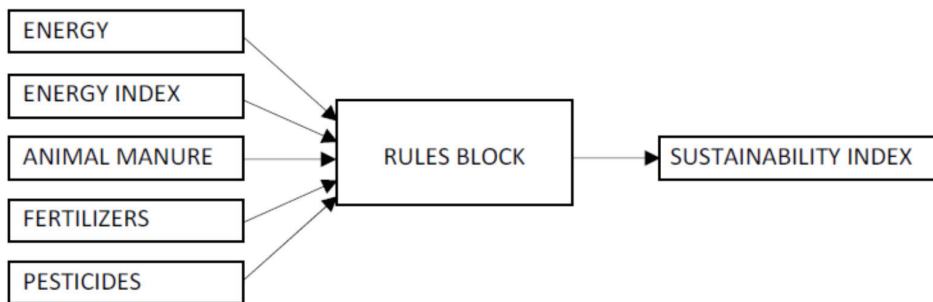 ENERGY
ENERGY INDEX
ANIMAL MANURE
FERTILIZERS
PESTICIDES
RULES BLOCK
SUSTAINABILITY INDEX